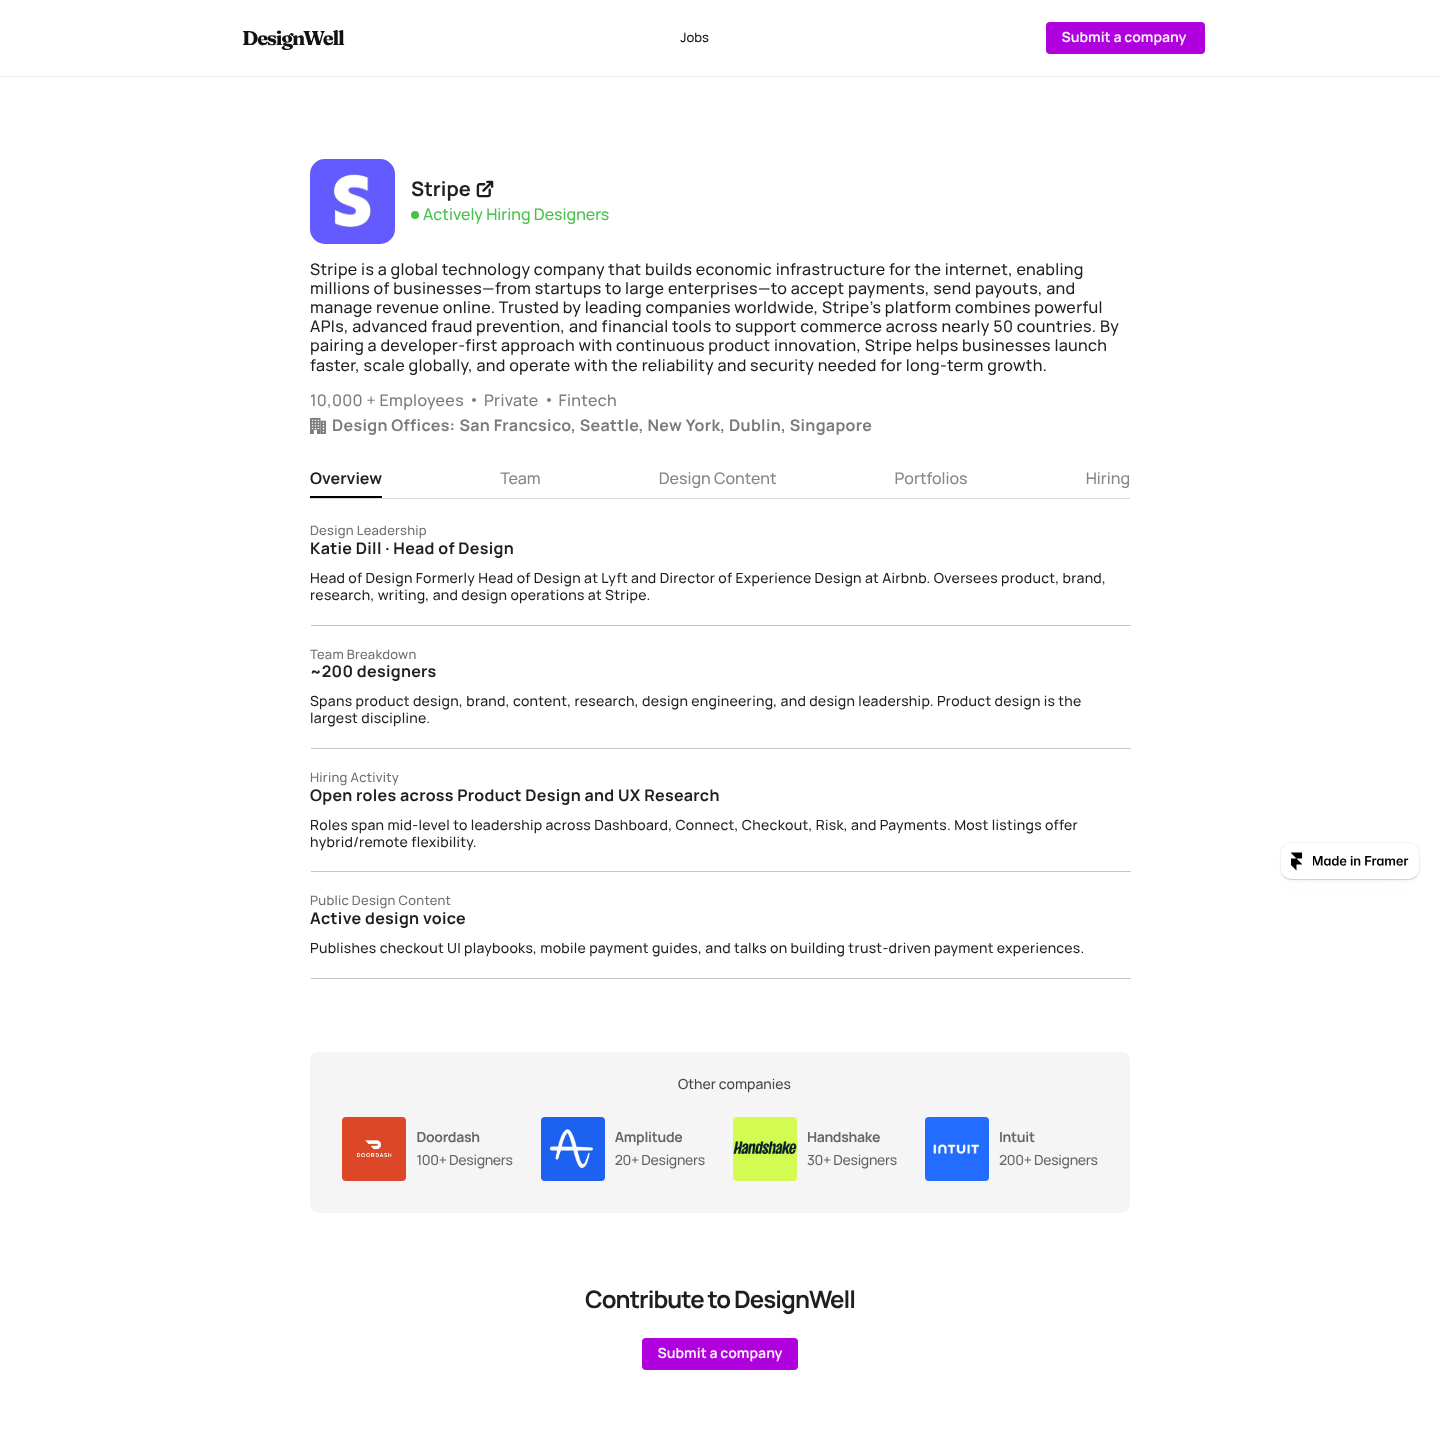 DesignWell
Jobs
Submit a company
S
Stripe
Actively Hiring Designers
Stripe is a global technology company that builds economic infrastructure for the internet, enabling
millions of businesses—from startups to large enterprises—to accept payments, send payouts, and
manage revenue online. Trusted by leading companies worldwide, Stripe’s platform combines powerful
APIs, advanced fraud prevention, and financial tools to support commerce across nearly 50 countries. By
pairing a developer-first approach with continuous product innovation, Stripe helps businesses launch
faster, scale globally, and operate with the reliability and security needed for long-term growth.
10,000 + Employees • Private • Fintech
Design Offices: San Francsico, Seattle, New York, Dublin, Singapore
Overview Team Design Content Portfolios Hiring
Design Leadership
Katie Dill · Head of Design
Head of Design Formerly Head of Design at Lyft and Director of Experience Design at Airbnb. Oversees product, brand,
research, writing, and design operations at Stripe.
Team Breakdown
~200 designers
Spans product design, brand, content, research, design engineering, and design leadership. Product design is the
largest discipline.
Hiring Activity
Open roles across Product Design and UX Research
Roles span mid-level to leadership across Dashboard, Connect, Checkout, Risk, and Payments. Most listings offer
hybrid/remote flexibility.
Made in Framer
Public Design Content
Active design voice
Publishes checkout UI playbooks, mobile payment guides, and talks on building trust-driven payment experiences.
Other companies
DOORDASH
Doordash
100+ Designers
Amplitude
20+ Designers
Handshake
Handshake
30+ Designers
INTUIT
Intuit
200+ Designers
Contribute to DesignWell
Submit a company